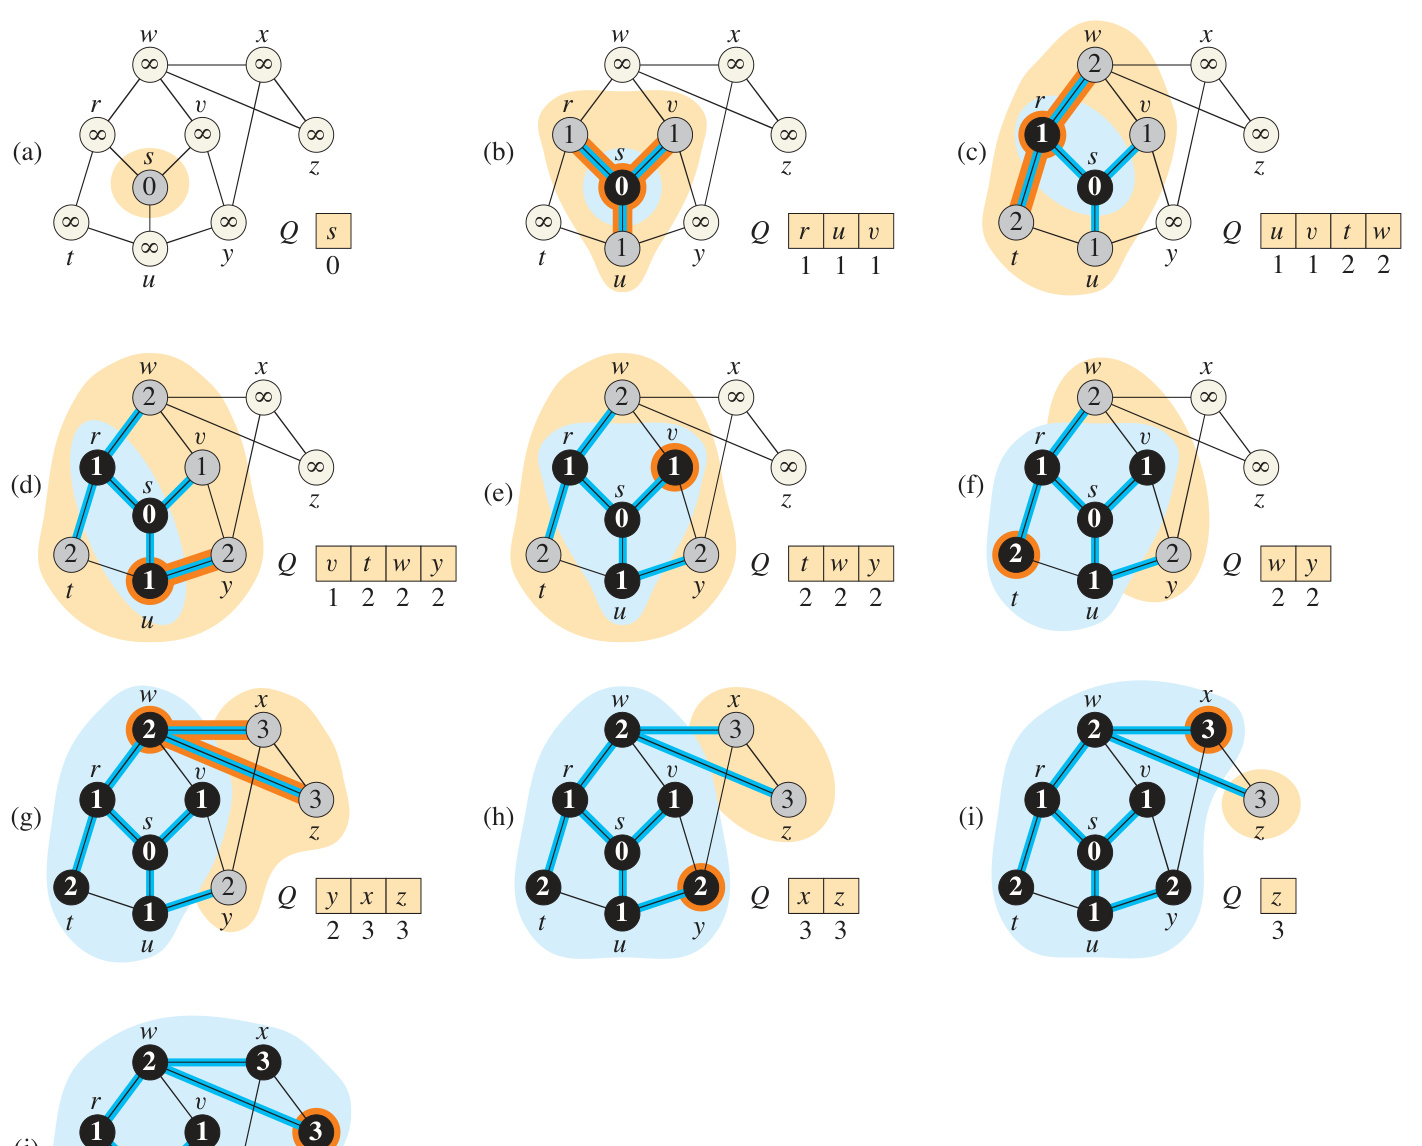 w x
∞ ∞
r v
∞ ∞ ∞
(a) s z
0
∞ ∞ ∞ Q s
t u y 0
w x
∞ ∞
r v
1 1 ∞
(b) s z
0
∞ 1 ∞ Q r u v
t u y 1 1 1
w x
2 ∞
r v
1 1 ∞
(c) s z
0
2 1 ∞ Q u v t w
t u y 1 1 2 2
w x
2 ∞
r v
1 1 ∞
(d) s z
0
2 1 2 Q v t w y
t u y 1 2 2 2
w x
2 ∞
r v
1 1 ∞
(e) s z
0
2 1 2 Q t w y
t u y 2 2 2
w x
2 ∞
r v
1 1 ∞
(f) s z
0
2 1 2 Q w y
t u y 2 2
w x
2 3
r v
1 1 3
(g) s z
0
2 1 2 Q y x z
t u y 2 3 3
w x
2 3
r v
1 1 3
(h) s z
0
2 1 2 Q x z
t u y 3 3
w x
2 3
r v
1 1 3
(i) s z
0
2 1 2 Q z
t u y 3
w x
2 3
r v
1 1 3